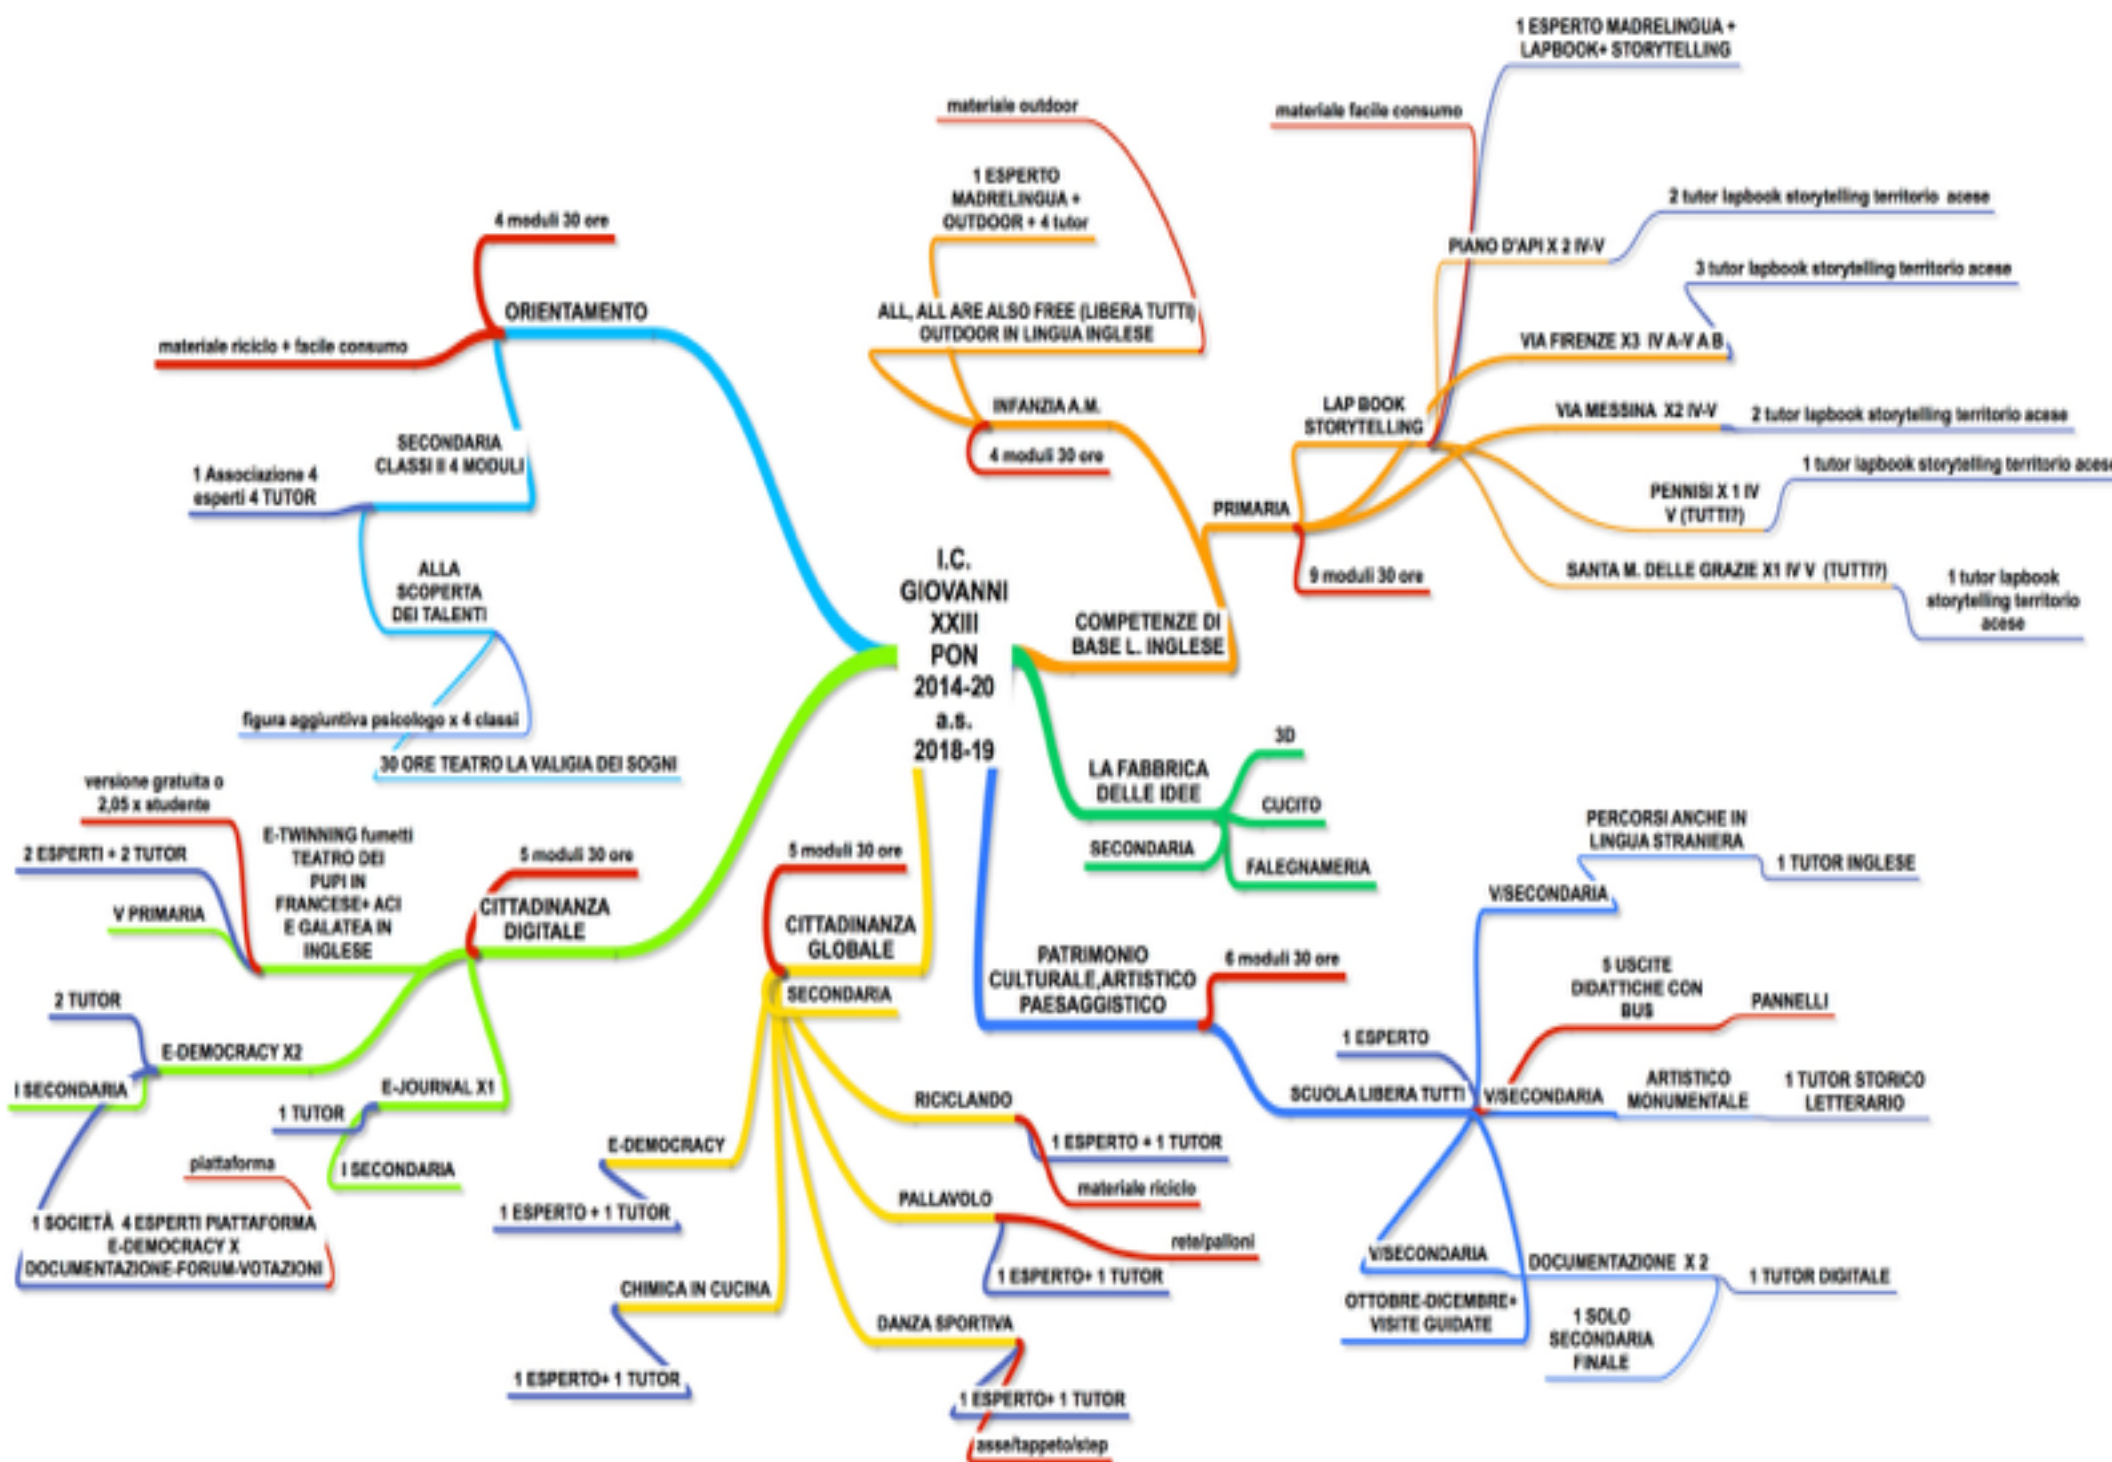 I.C.
GIOVANNI
XXIII
PON
2014-20
a.s.
2018-19
ORIENTAMENTO
4 moduli 30 ore
materiale riciclo + facile consumo
SECONDARIA
CLASSI II 4 MODULI
1 Associazione 4
esperti 4 TUTOR
ALLA
SCOPERTA
DEI TALENTI
figura aggiuntiva psicologo x 4 classi
30 ORE TEATRO LA VALIGIA DEI SOGNI
CITTADINANZA
DIGITALE
5 moduli 30 ore
E-TWINNING fumetti
TEATRO DEI
PUPI IN
FRANCESE+ ACI
E GALATEA IN
INGLESE
versione gratuita o
2,05 x studente
2 ESPERTI + 2 TUTOR
V PRIMARIA
E-DEMOCRACY X2
2 TUTOR
I SECONDARIA
1 SOCIETÀ 4 ESPERTI PIATTAFORMA
E-DEMOCRACY X
DOCUMENTAZIONE-FORUM-VOTAZIONI
piattaforma
E-JOURNAL X1
1 TUTOR
I SECONDARIA
CITTADINANZA
GLOBALE
5 moduli 30 ore
SECONDARIA
E-DEMOCRACY
1 ESPERTO + 1 TUTOR
CHIMICA IN CUCINA
1 ESPERTO+ 1 TUTOR
RICICLANDO
1 ESPERTO + 1 TUTOR
materiale riciclo
PALLAVOLO
rete/palloni
1 ESPERTO+ 1 TUTOR
DANZA SPORTIVA
1 ESPERTO+ 1 TUTOR
asse/tappeto/step
COMPETENZE DI
BASE L. INGLESE
INFANZIA A.M.
4 moduli 30 ore
ALL, ALL ARE ALSO FREE (LIBERA TUTTI)
OUTDOOR IN LINGUA INGLESE
materiale outdoor
1 ESPERTO
MADRELINGUA +
OUTDOOR + 4 tutor
PRIMARIA
9 moduli 30 ore
LAP BOOK
STORYTELLING
materiale facile consumo
1 ESPERTO MADRELINGUA +
LAPBOOK+ STORYTELLING
PIANO D'API X 2 IV-V
2 tutor lapbook storytelling territorio acese
VIA FIRENZE X3 IV A-V A B
3 tutor lapbook storytelling territorio acese
VIA MESSINA X2 IV-V
2 tutor lapbook storytelling territorio acese
PENNISI X 1 IV
V (TUTTI?)
1 tutor lapbook storytelling territorio acese
SANTA M. DELLE GRAZIE X1 IV V (TUTTI?)
1 tutor lapbook
storytelling territorio
acese
LA FABBRICA
DELLE IDEE
3D
CUCITO
FALEGNAMERIA
SECONDARIA
PATRIMONIO
CULTURALE,ARTISTICO
PAESAGGISTICO
6 moduli 30 ore
SCUOLA LIBERA TUTTI
1 ESPERTO
V/SECONDARIA
PERCORSI ANCHE IN
LINGUA STRANIERA
1 TUTOR INGLESE
5 USCITE
DIDATTICHE CON
BUS
PANNELLI
V/SECONDARIA
ARTISTICO
MONUMENTALE
1 TUTOR STORICO
LETTERARIO
V/SECONDARIA
DOCUMENTAZIONE X 2
1 TUTOR DIGITALE
1 SOLO
SECONDARIA
FINALE
OTTOBRE-DICEMBRE+
VISITE GUIDATE